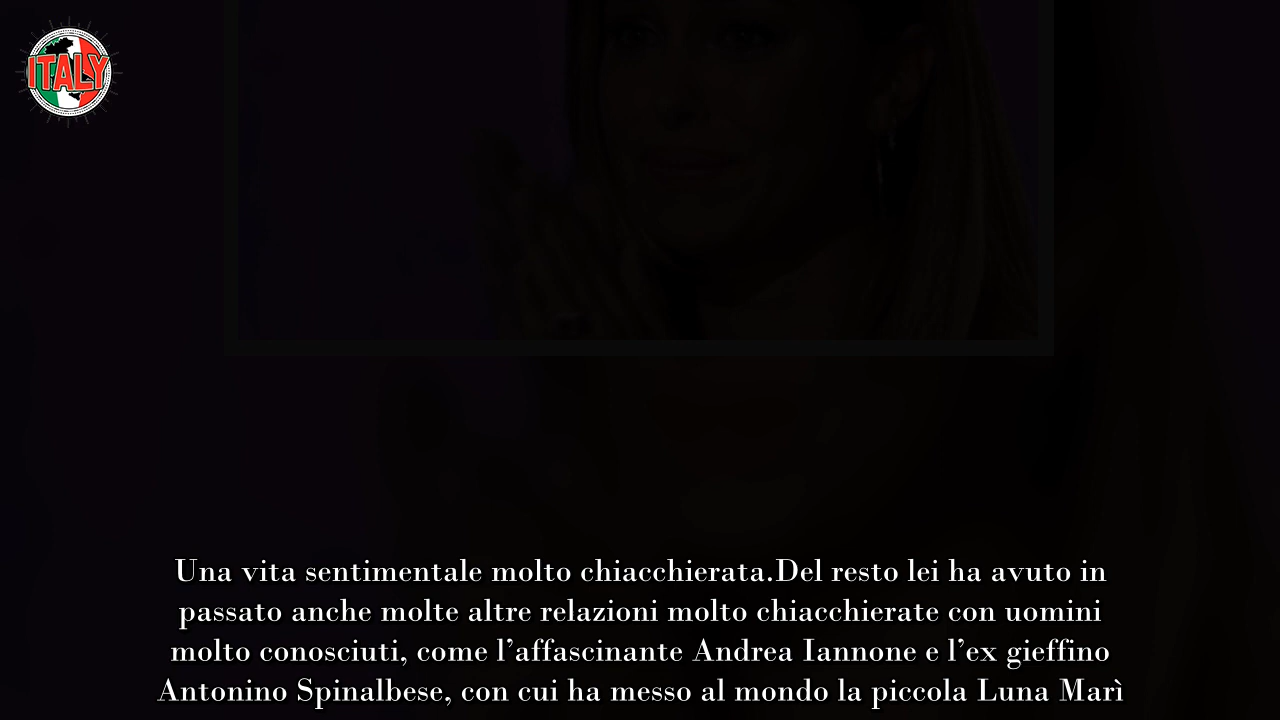 ITALY
Una vita sentimentale molto chiacchierata.Del resto lei ha avuto in
passato anche molte altre relazioni molto chiacchierate con uomini
molto conosciuti, come l’affascinante Andrea Iannone e l’ex gieffino
Antonino Spinalbese, con cui ha messo al mondo la piccola Luna Marì